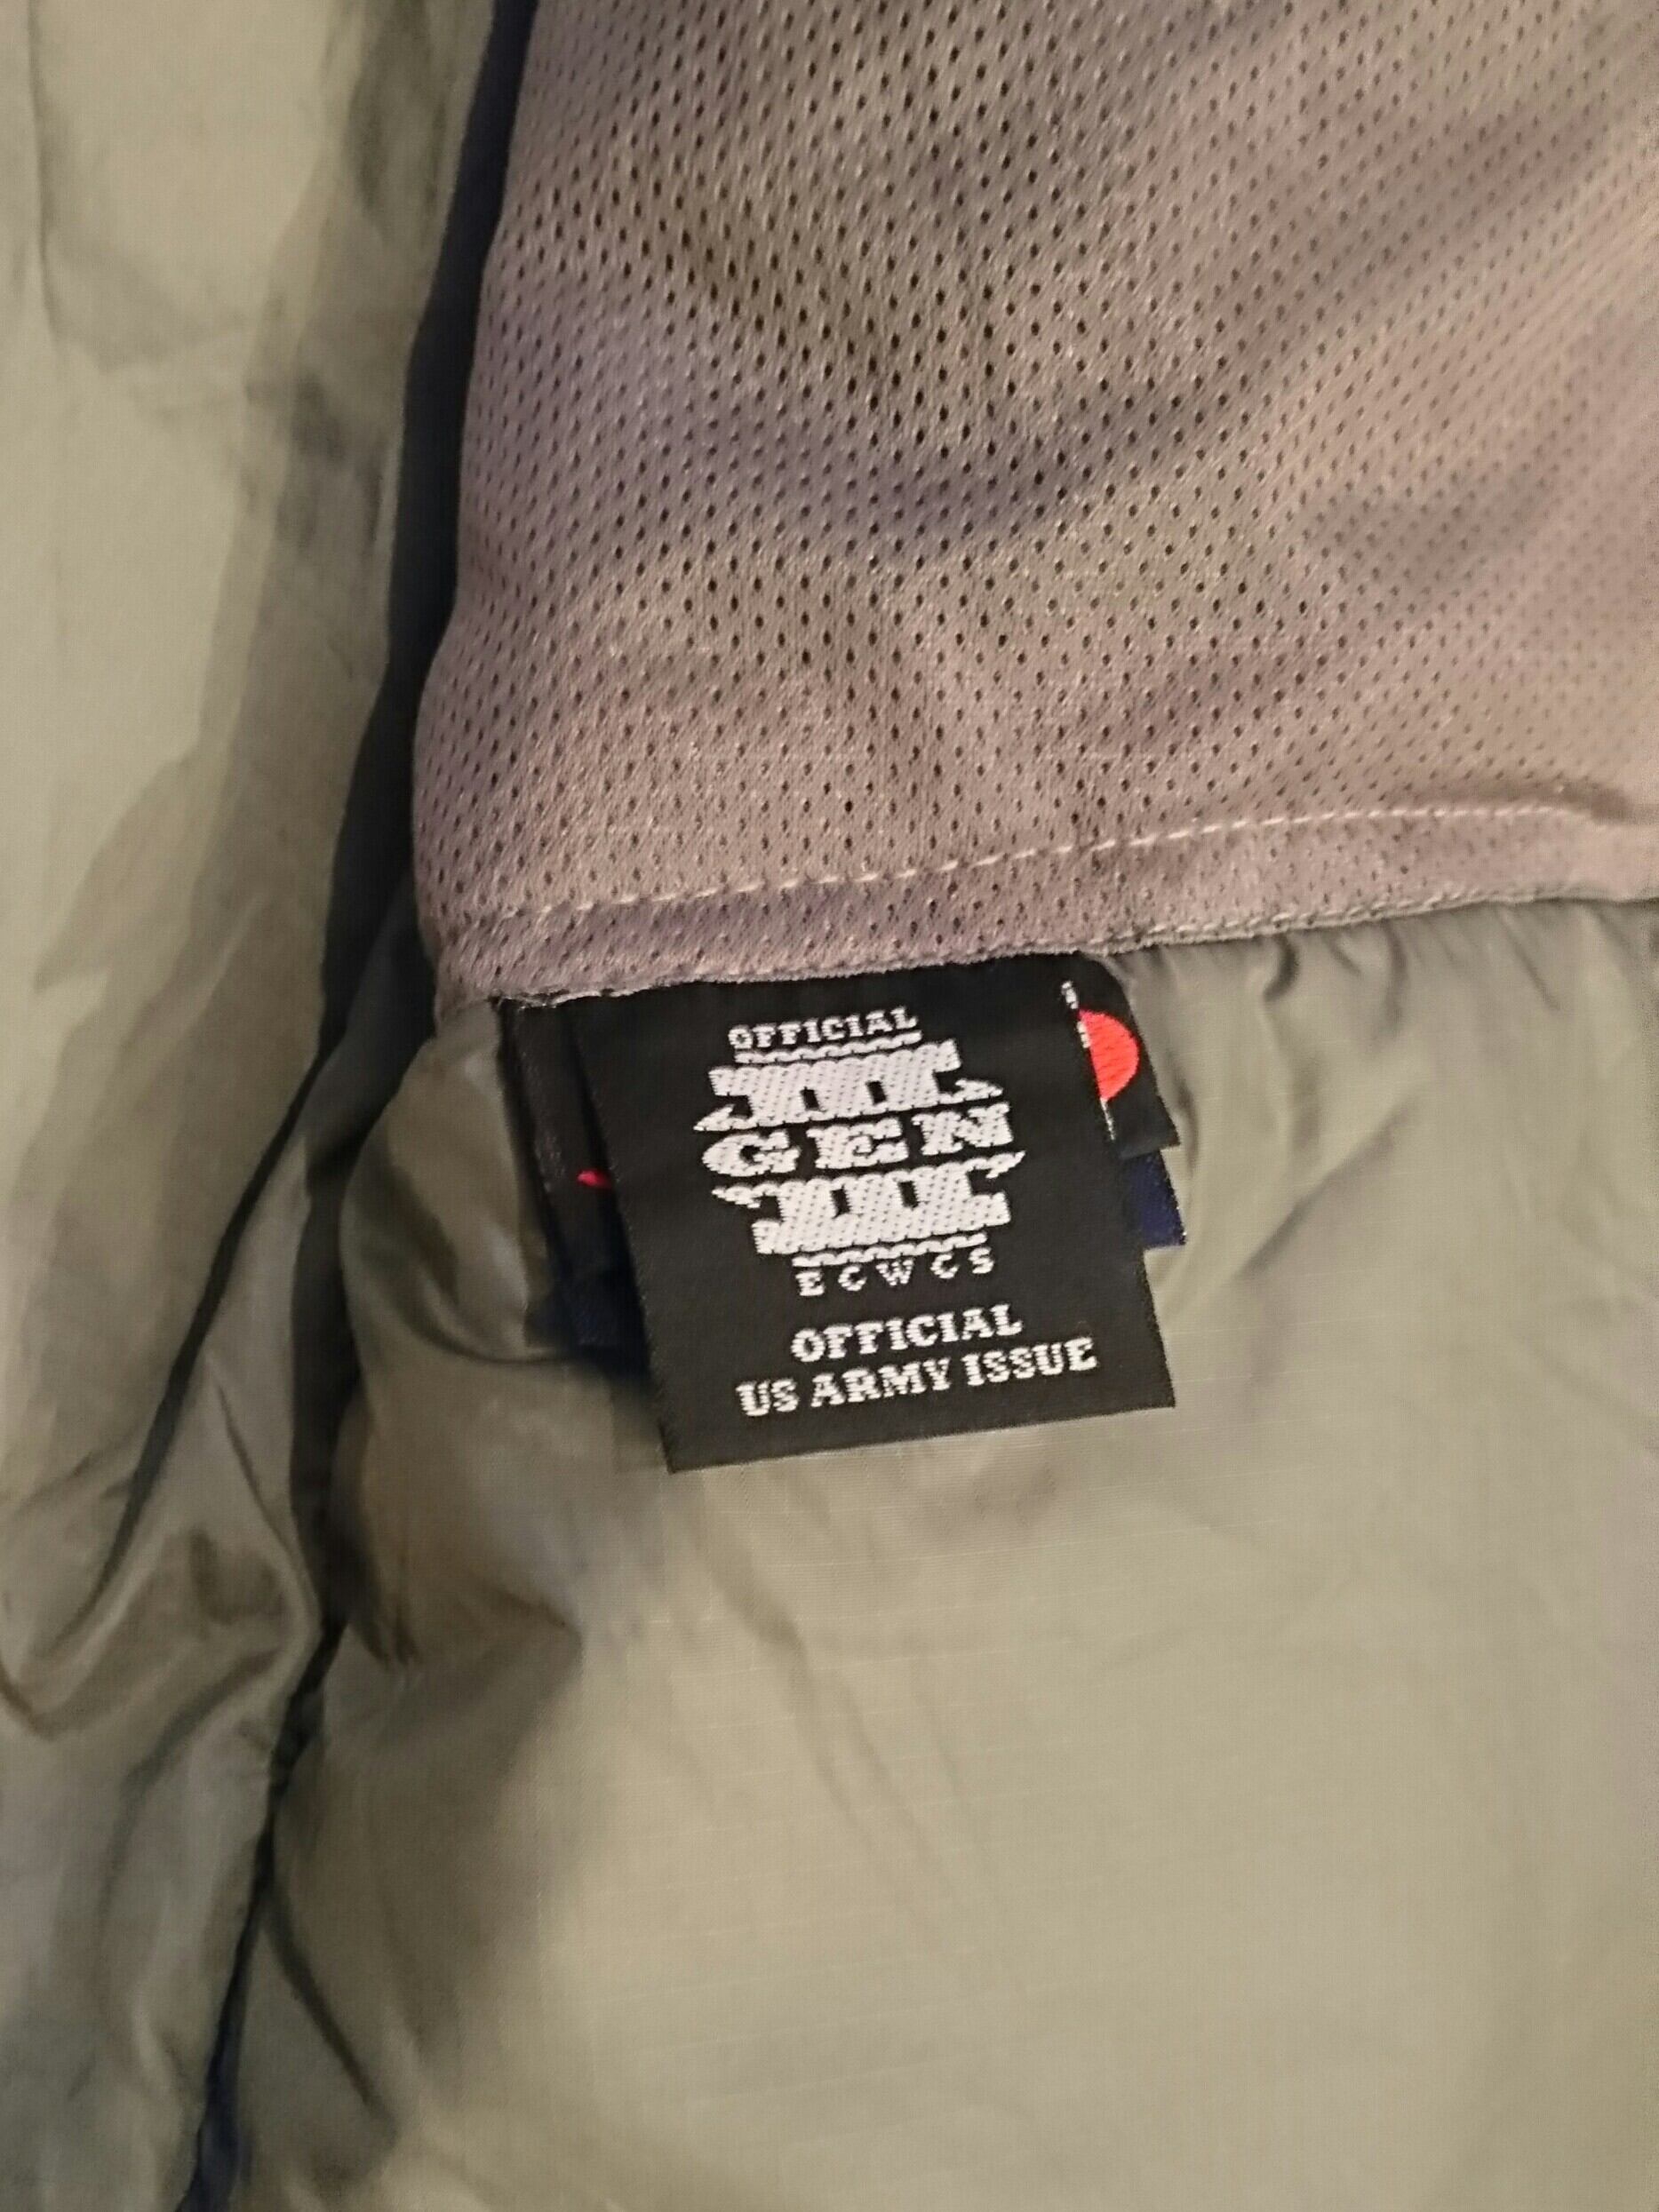 OFFICIAL
III
GEN
III
ECWCS
OFFICIAL
US ARMY ISSUE